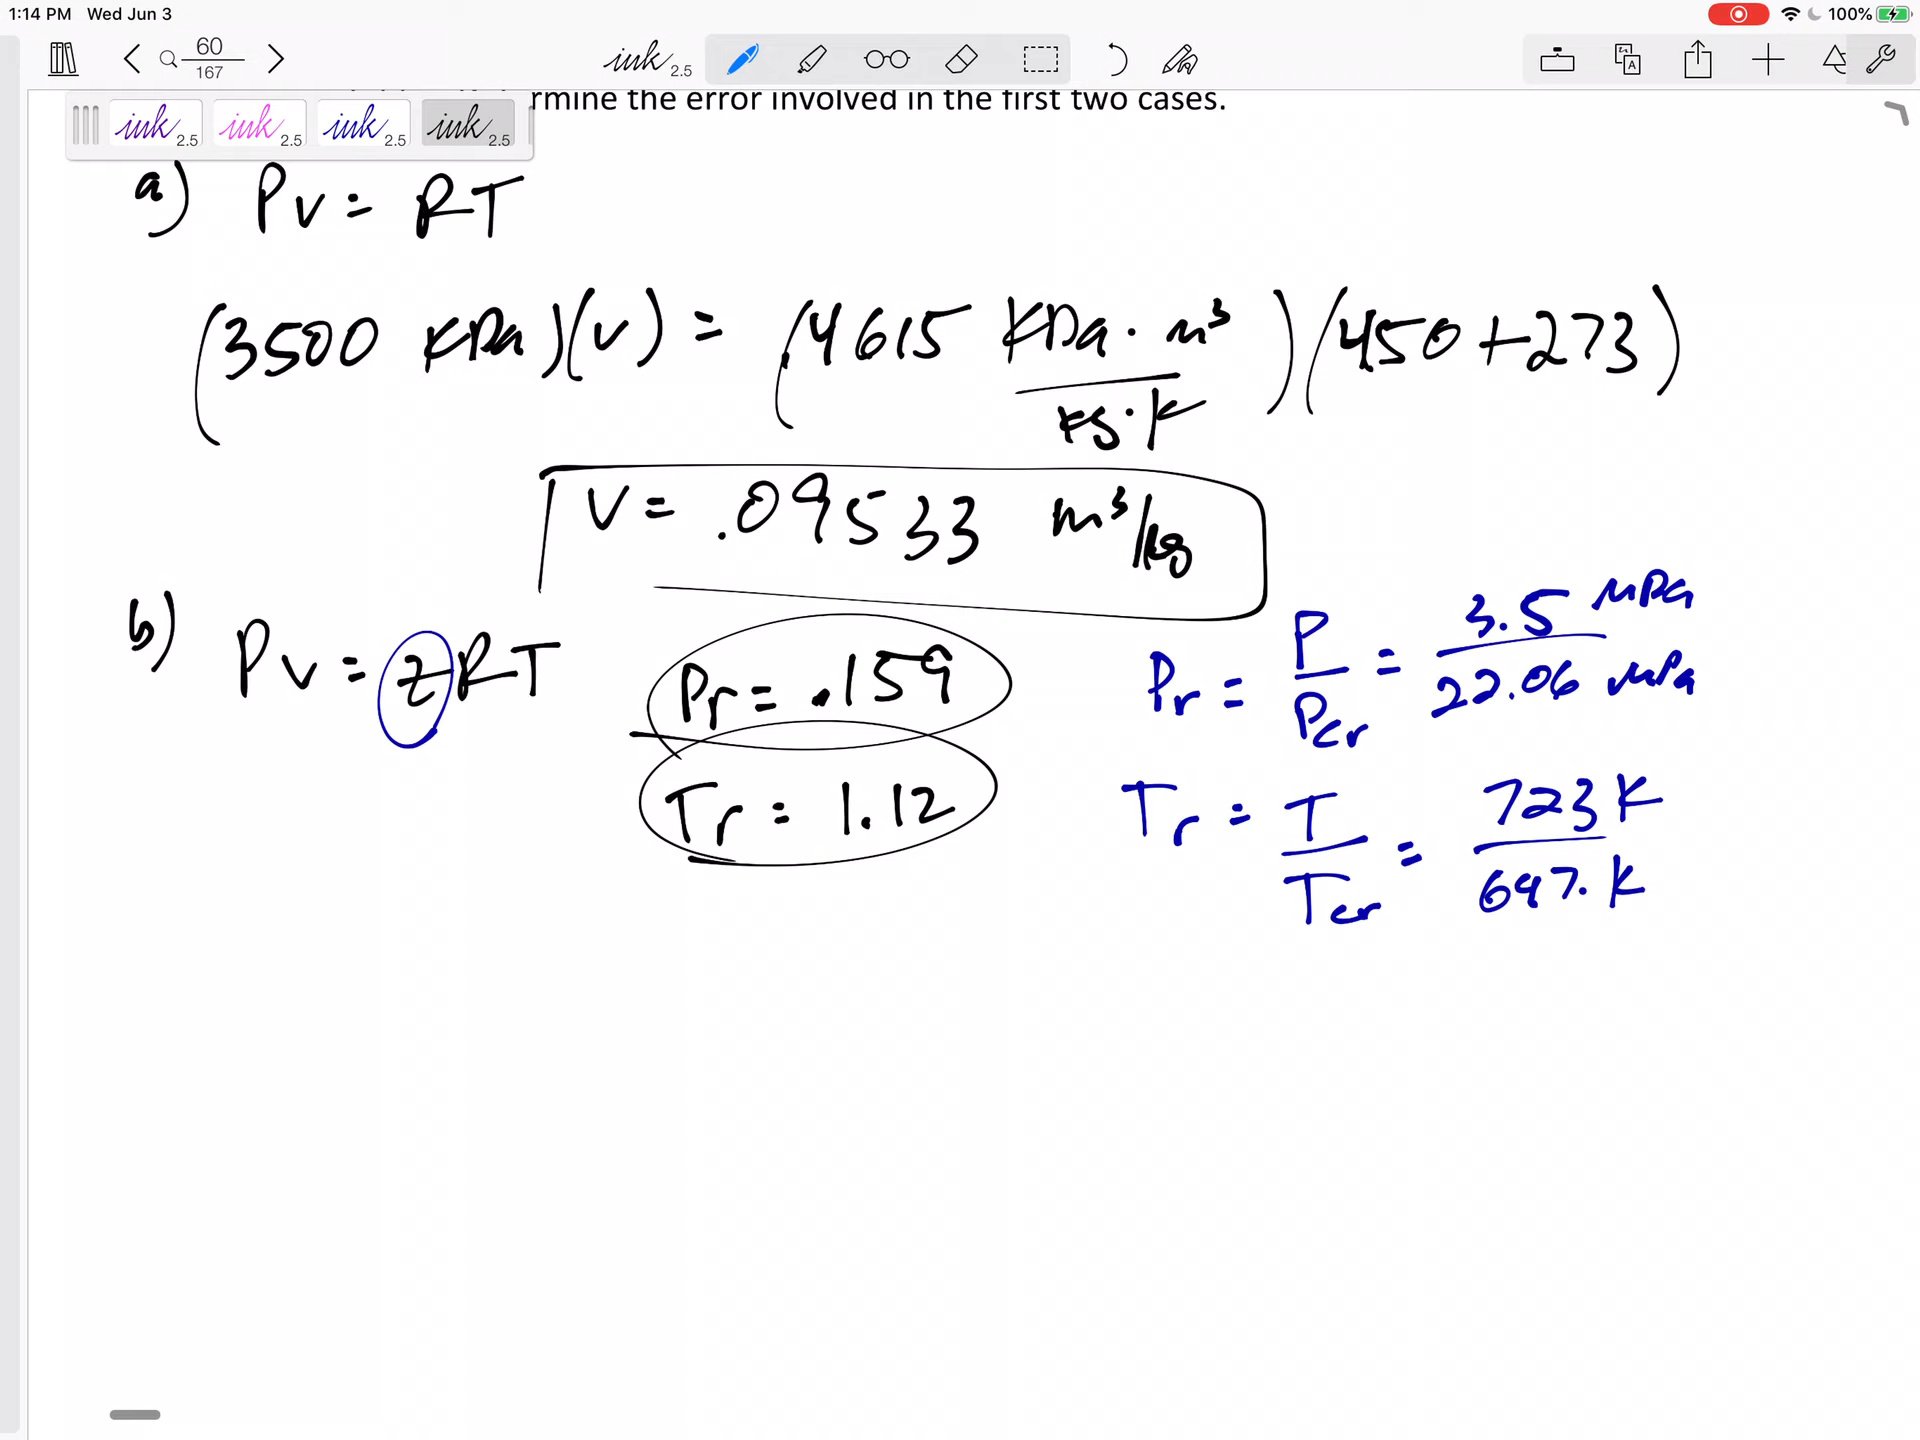 1:14 PM Wed Jun 3
100%
60
167
ink 2.5
rmine the error involved in the first two cases.
ink 2.5 ink 2.5 ink 2.5 ink 2.5
a) Pv = RT
(3500 KPa)(v) = (.4615 KPa·m³/kg·K)(450+273)
v = .09533 m³/kg
b) Pv = zRT
Pr = .159
Pr = P/Pcr = 3.5 MPa/22.06 MPa
Tr = 1.12
Tr = T/Tcr = 723 K/647. K